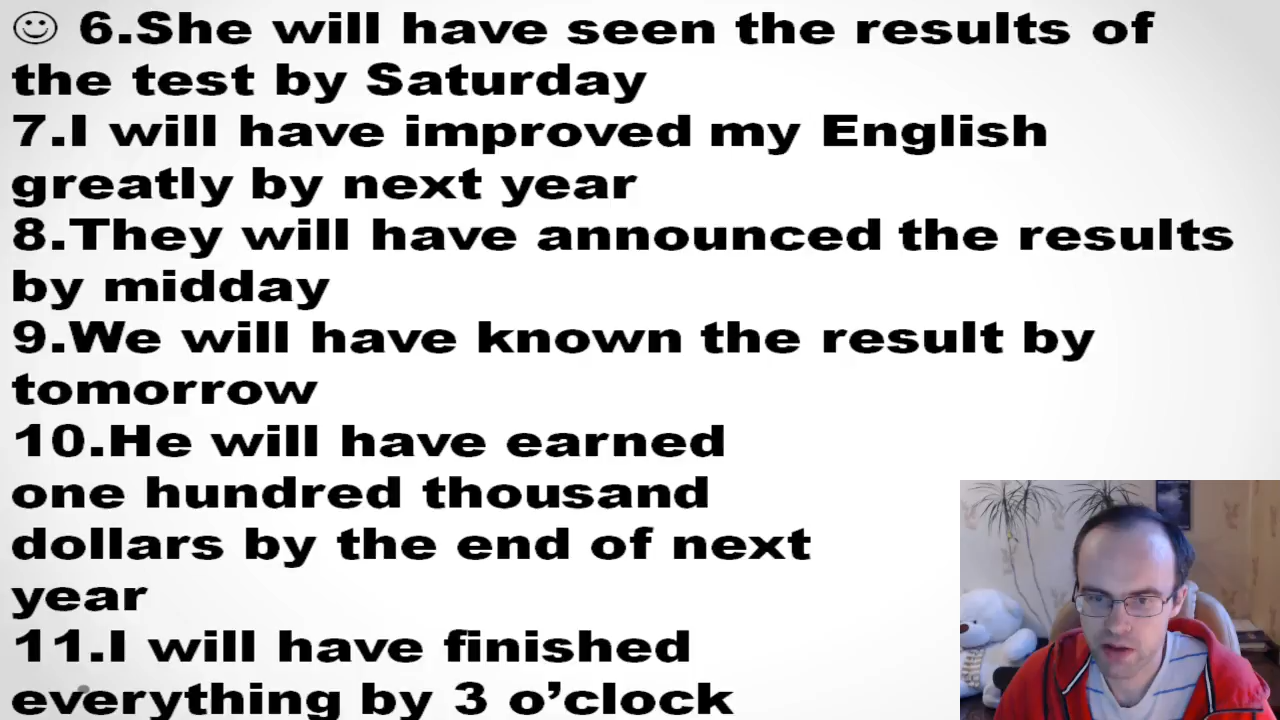 ☺ 6.She will have seen the results of
the test by Saturday
7.I will have improved my English
greatly by next year
8.They will have announced the results
by midday
9.We will have known the result by
tomorrow
10.He will have earned
one hundred thousand
dollars by the end of next
year
11.I will have finished
everything by 3 o’clock